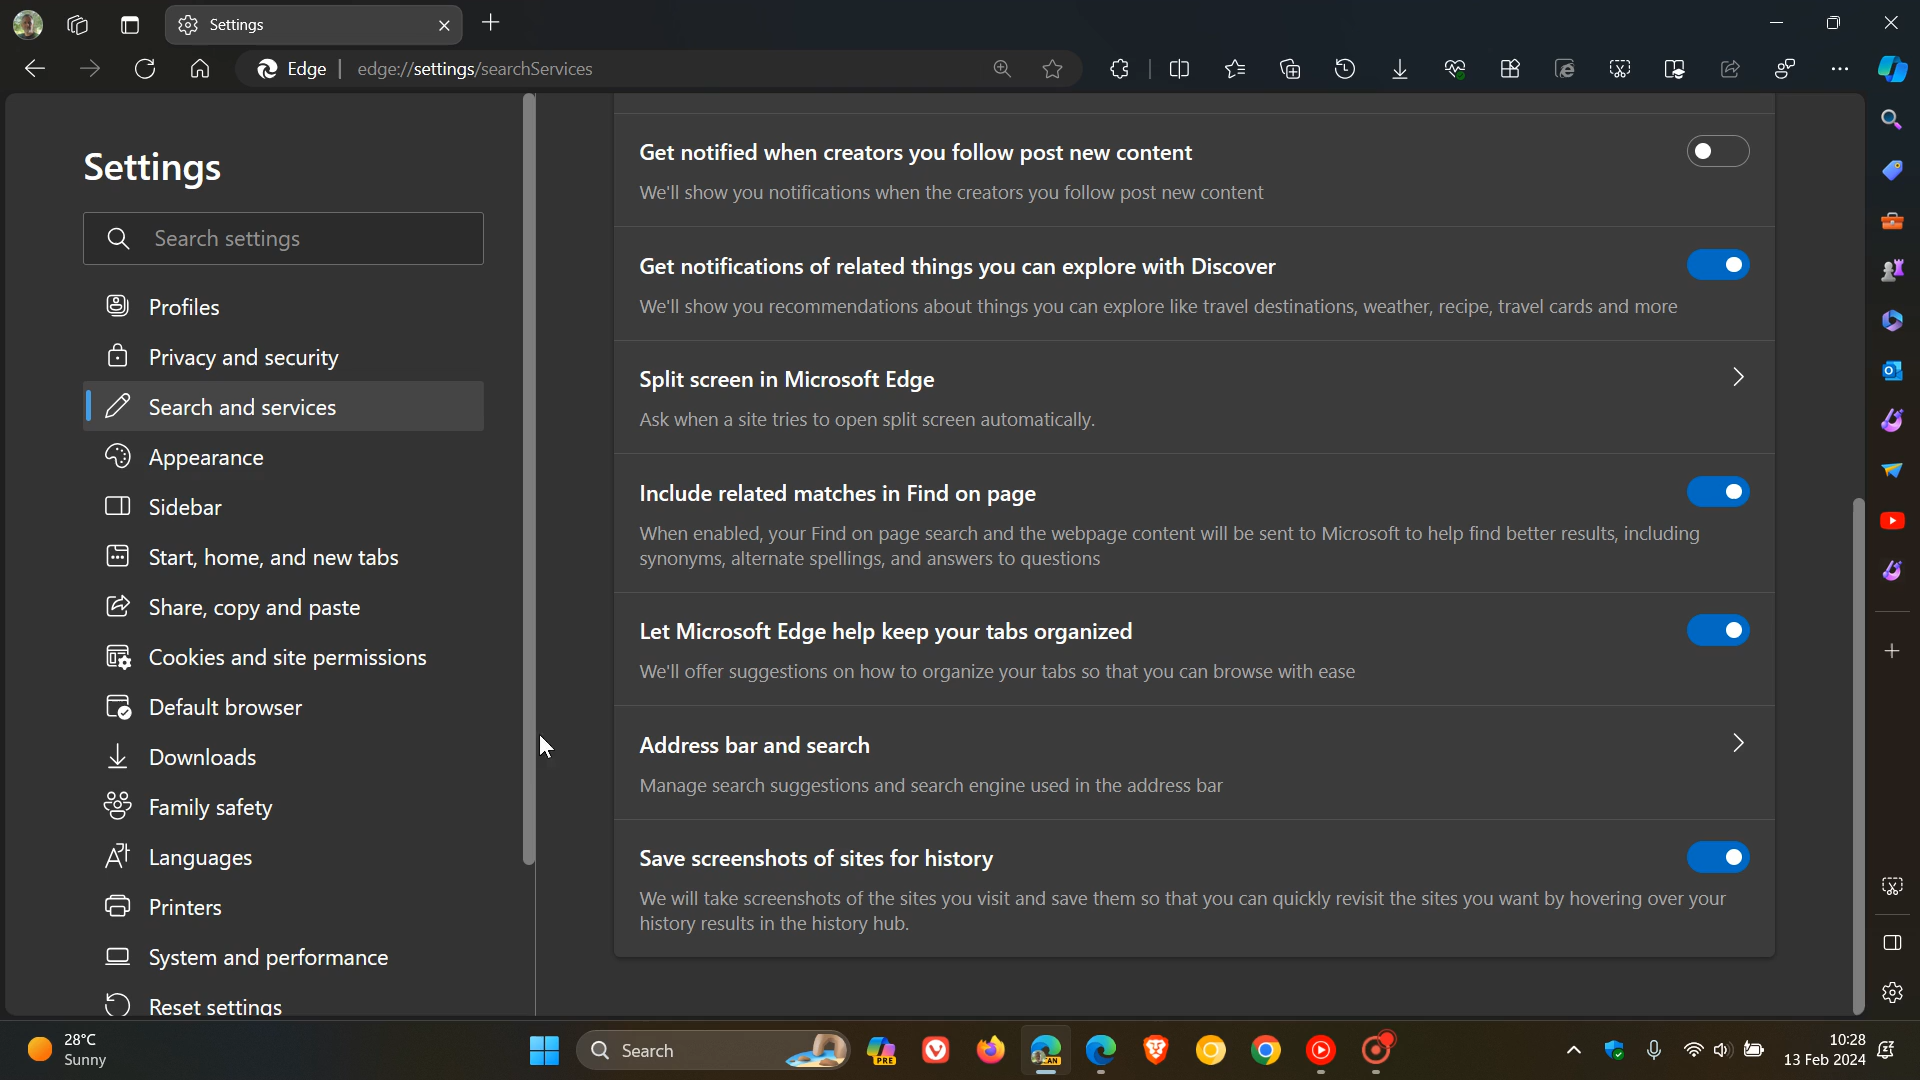 Settings
Edge
edge://settings/searchServices
Settings
Search settings
Profiles
Privacy and security
Search and services
Appearance
Sidebar
Start, home, and new tabs
Share, copy and paste
Cookies and site permissions
Default browser
Downloads
Family safety
Languages
Printers
System and performance
Reset settings
Get notified when creators you follow post new content
We'll show you notifications when the creators you follow post new content
Get notifications of related things you can explore with Discover
We'll show you recommendations about things you can explore like travel destinations, weather, recipe, travel cards and more
Split screen in Microsoft Edge
Ask when a site tries to open split screen automatically.
Include related matches in Find on page
When enabled, your Find on page search and the webpage content will be sent to Microsoft to help find better results, including
synonyms, alternate spellings, and answers to questions
Let Microsoft Edge help keep your tabs organized
We'll offer suggestions on how to organize your tabs so that you can browse with ease
Address bar and search
Manage search suggestions and search engine used in the address bar
Save screenshots of sites for history
We will take screenshots of the sites you visit and save them so that you can quickly revisit the sites you want by hovering over your
history results in the history hub.
28°C
Sunny
Search
PRE
CAN
10:28
13 Feb 2024